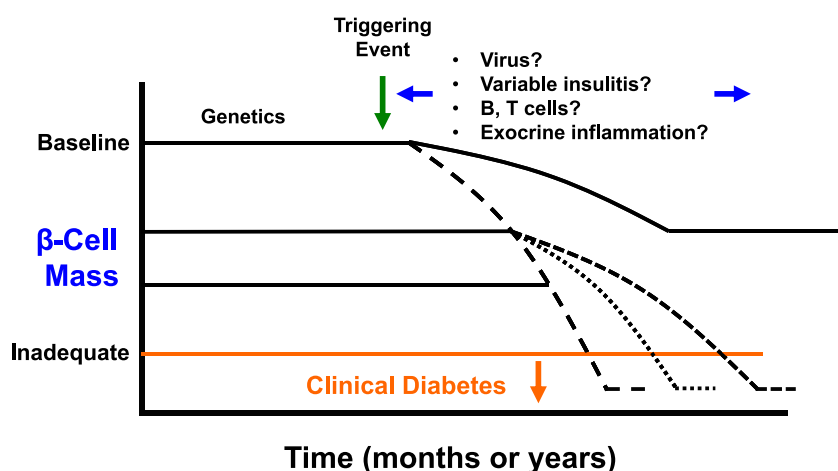 Triggering
Event
• Virus?
• Variable insulitis?
• B, T cells?
• Exocrine inflammation?
Genetics
Baseline
β-Cell
Mass
Inadequate
Clinical Diabetes
Time (months or years)